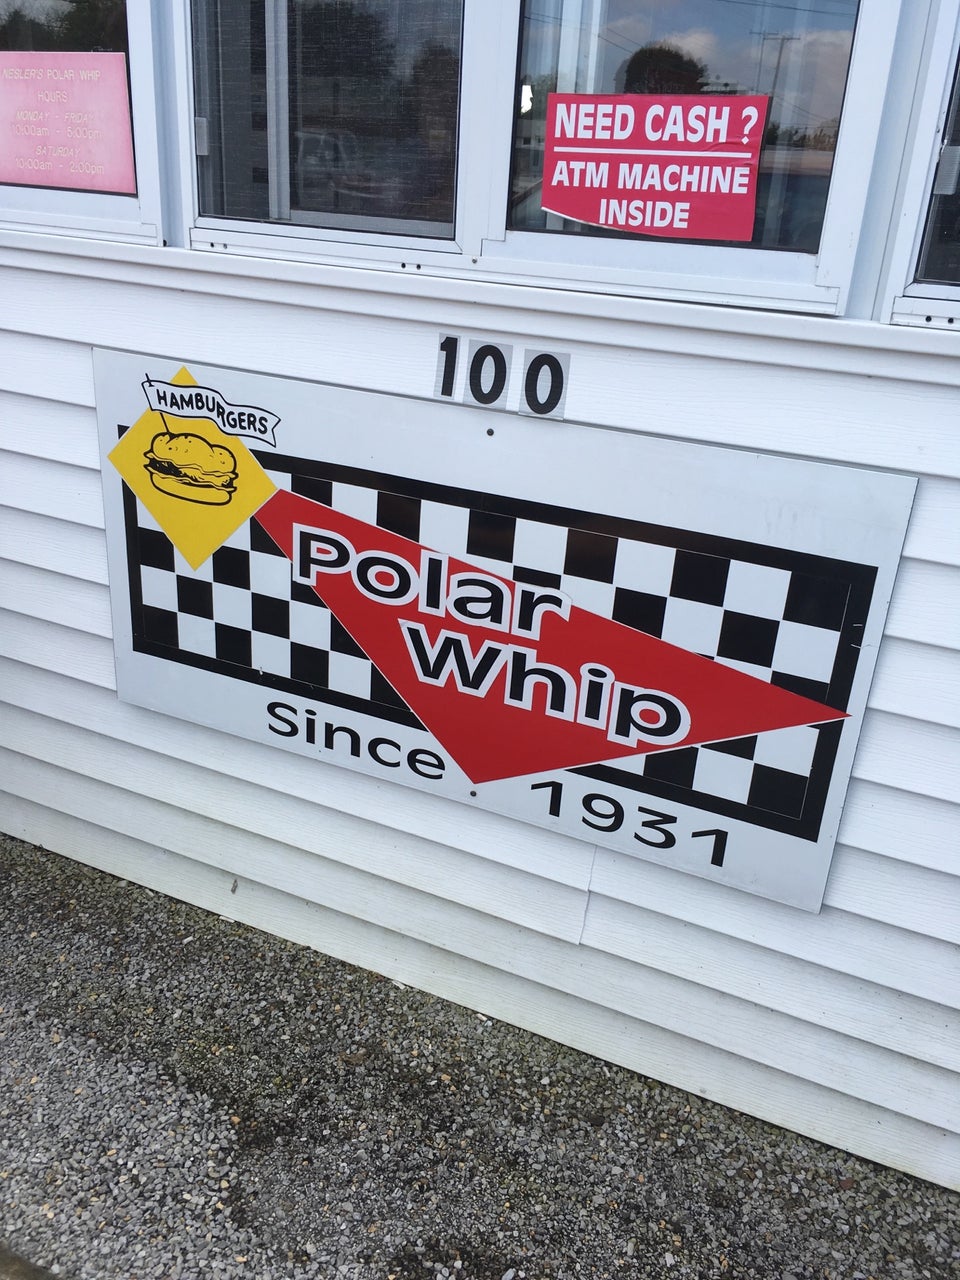 NESLER'S POLAR WHIP
HOURS
MONDAY - FRIDAY
10:00am - 5:00pm
SATURDAY
10:00am - 2:00pm
NEED CASH ?
ATM MACHINE
INSIDE
100
HAMBURGERS
Polar
Whip
Since 1931